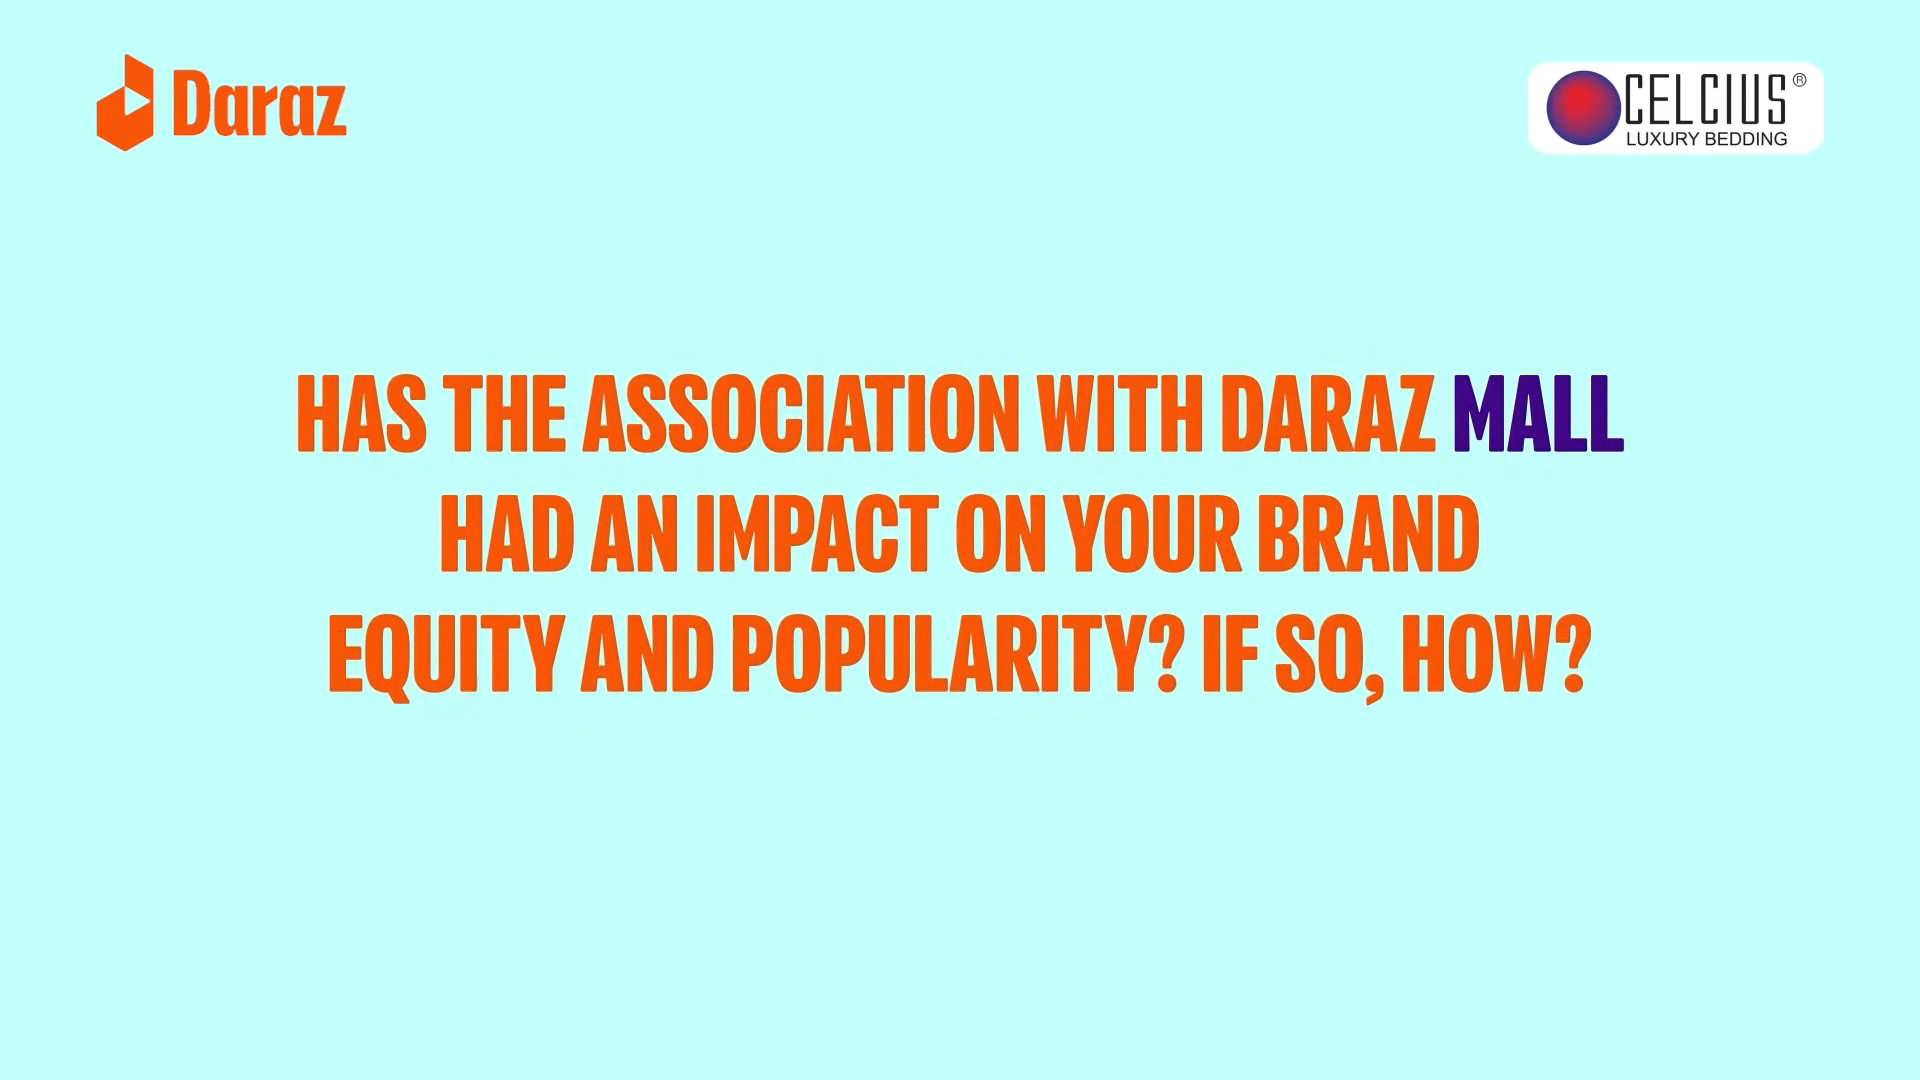 Daraz
CELCIUS®
LUXURY BEDDING
HAS THE ASSOCIATION WITH DARAZ MALL
HAD AN IMPACT ON YOUR BRAND
EQUITY AND POPULARITY? IF SO, HOW?